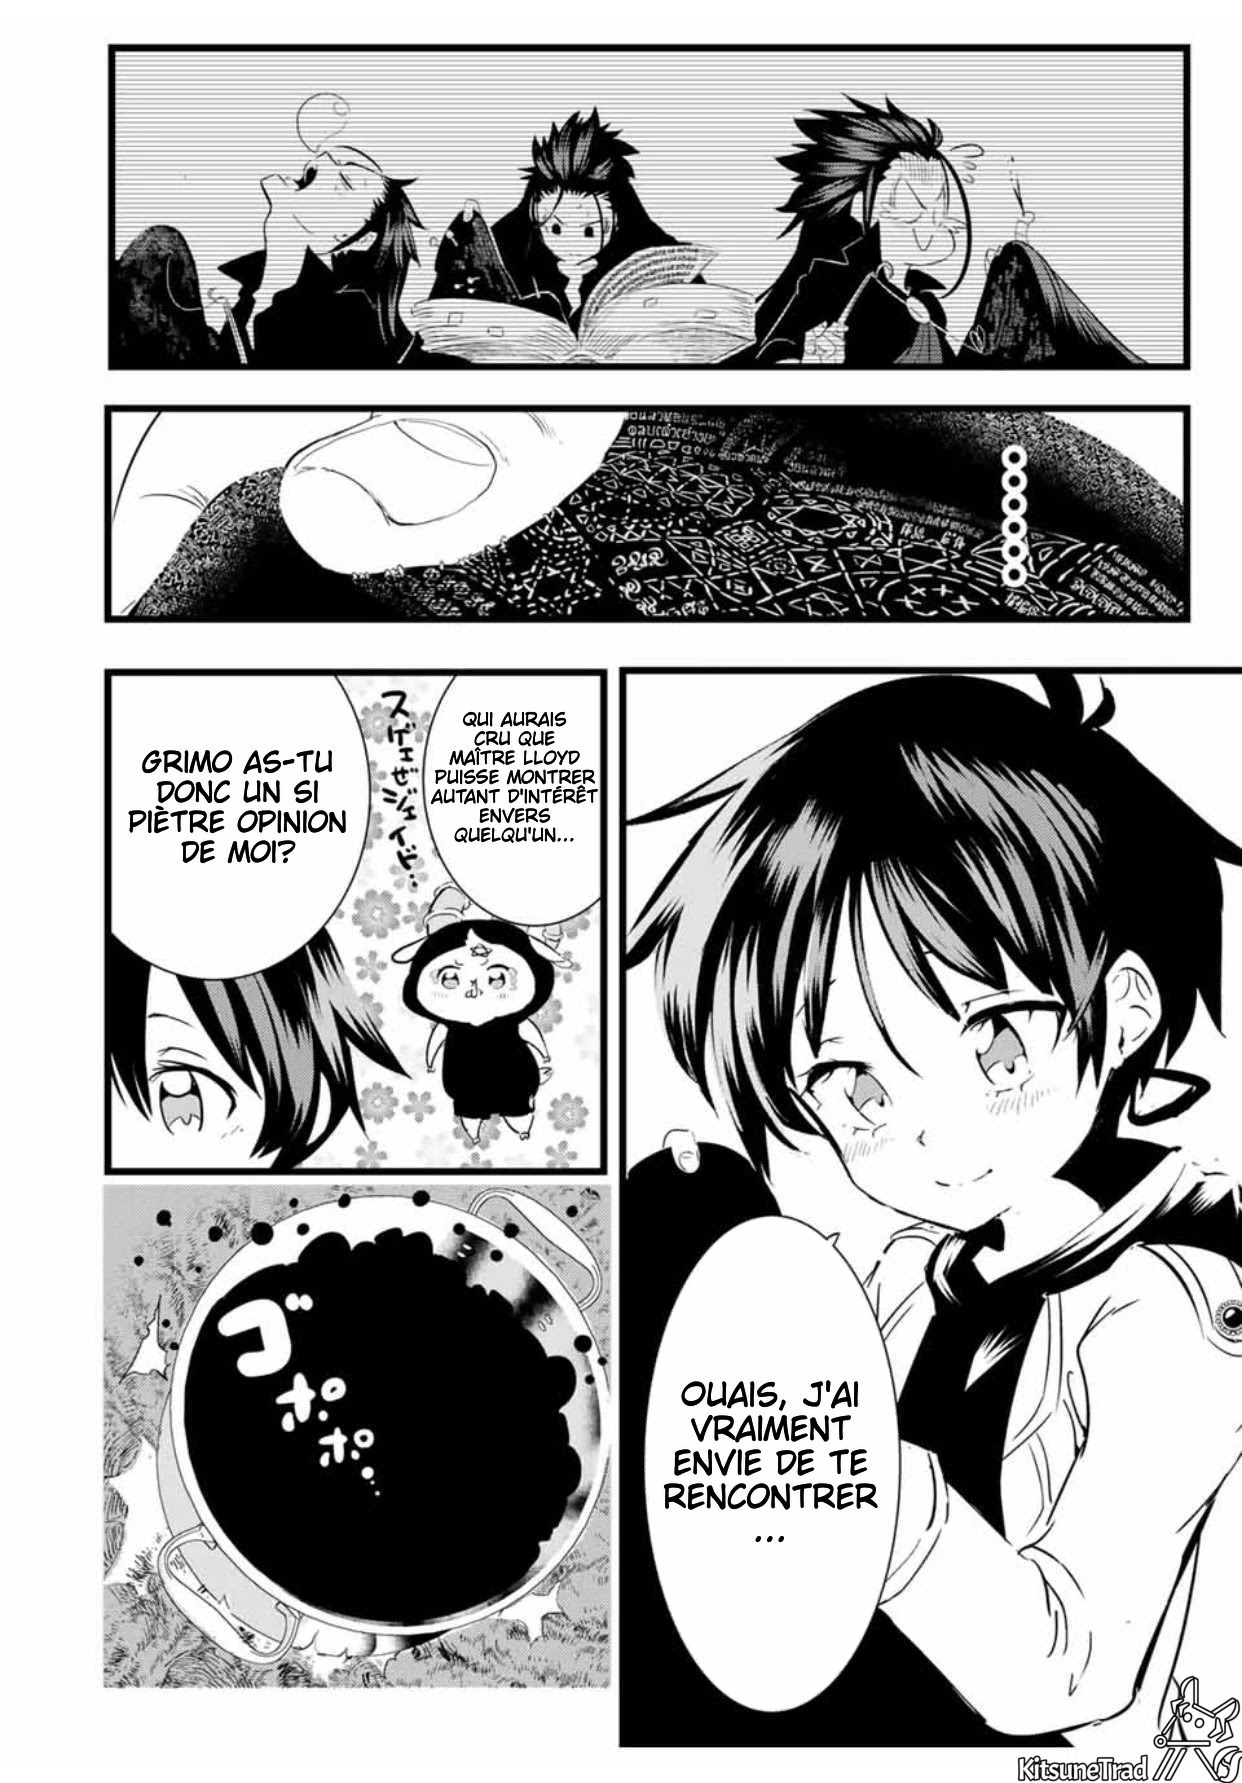 OUAIS, J'AI
VRAIMENT
ENVIE DE TE
RENCONTRER
...
QUI AURAIS
CRU QUE
MAÎTRE LLOYD
PUISSE MONTRER
AUTANT D'INTÉRÊT
ENVERS
QUELQU'UN...
スゲェぜジェイド..
GRIMO AS-TU
DONC UN SI
PIÈTRE OPINION
DE MOI?
ゴポポポ...
KitsuneTrad